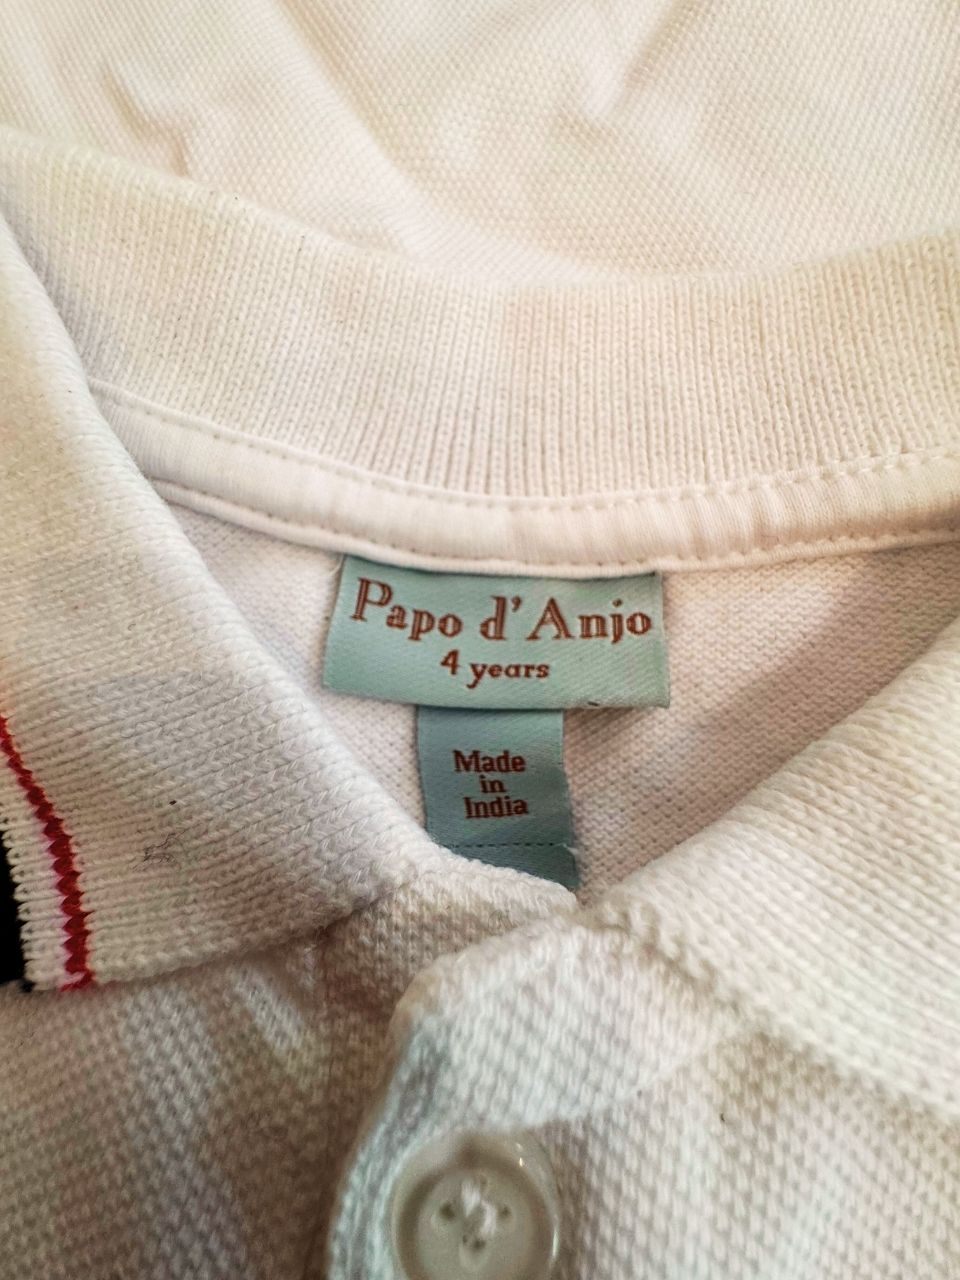 Papo d'Anjo
4 years
Made
in
India